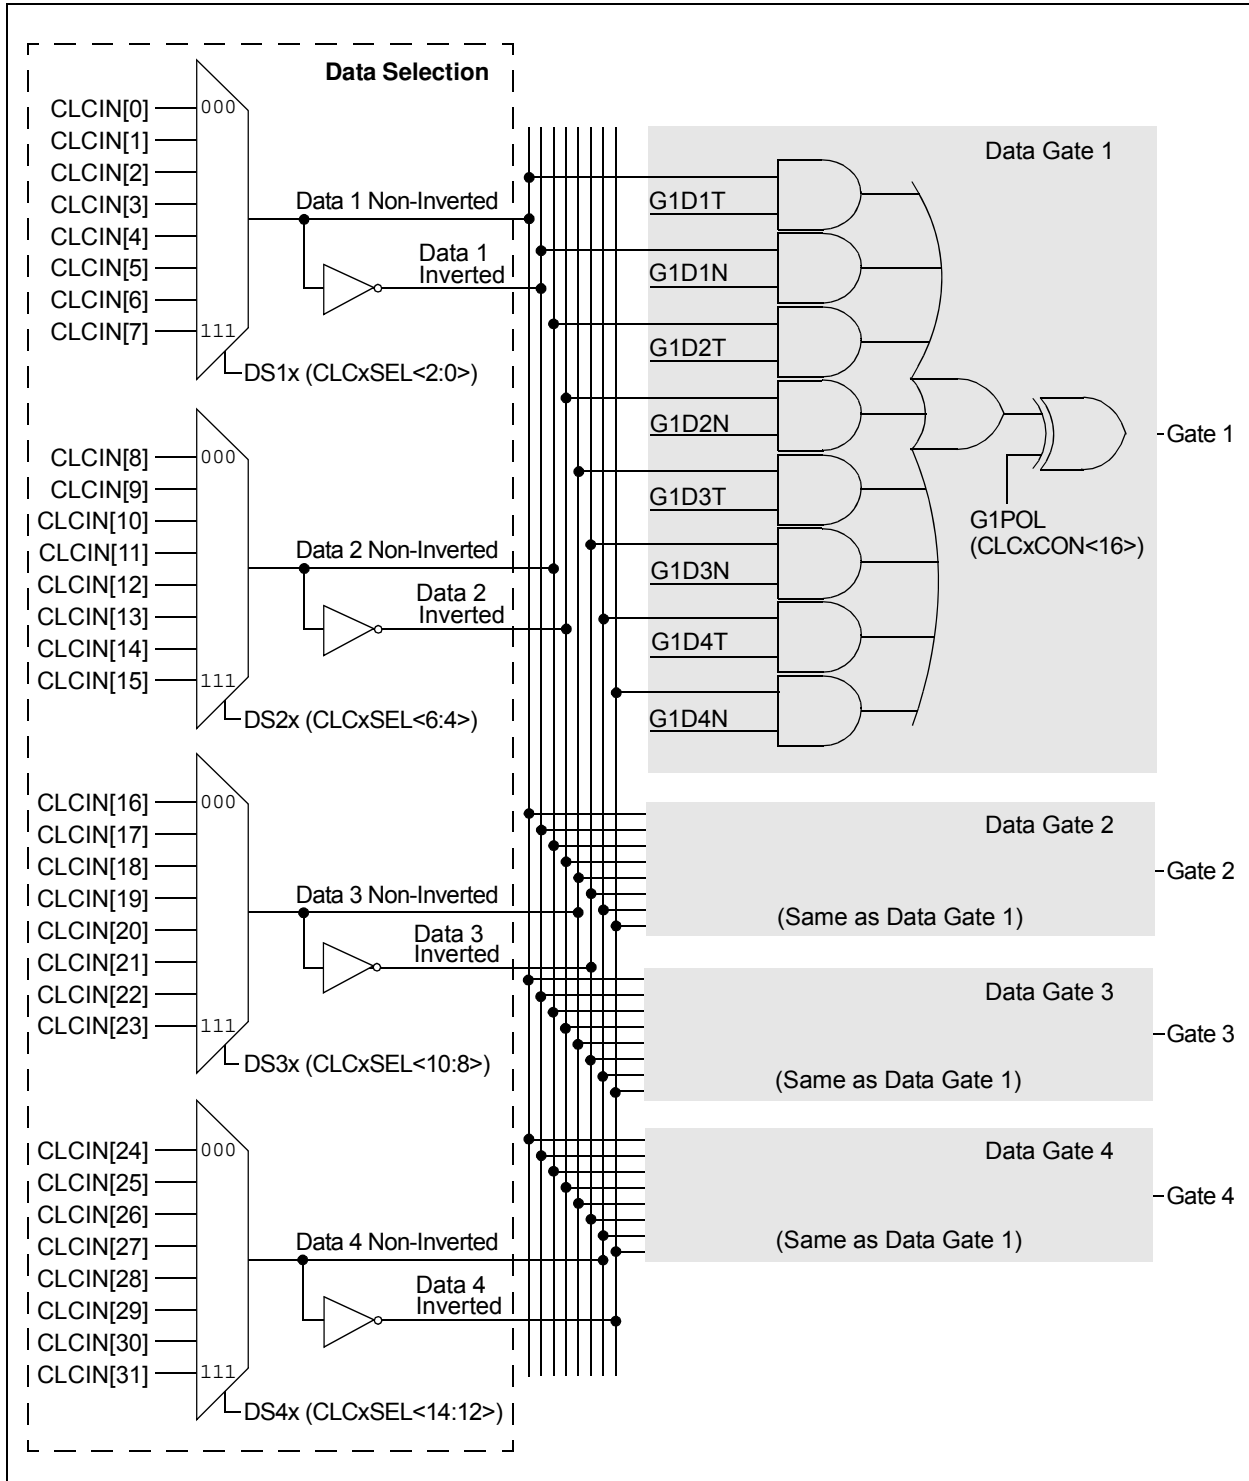 Data Selection
CLCIN[0]
000
CLCIN[1]
CLCIN[2]
CLCIN[3]
CLCIN[4]
CLCIN[5]
CLCIN[6]
CLCIN[7]
111
Data 1 Non-Inverted
Data 1
Inverted
DS1x (CLCxSEL<2:0>)
CLCIN[8]
000
CLCIN[9]
CLCIN[10]
CLCIN[11]
CLCIN[12]
CLCIN[13]
CLCIN[14]
CLCIN[15]
111
Data 2 Non-Inverted
Data 2
Inverted
DS2x (CLCxSEL<6:4>)
CLCIN[16]
000
CLCIN[17]
CLCIN[18]
CLCIN[19]
CLCIN[20]
CLCIN[21]
CLCIN[22]
CLCIN[23]
111
Data 3 Non-Inverted
Data 3
Inverted
DS3x (CLCxSEL<10:8>)
CLCIN[24]
000
CLCIN[25]
CLCIN[26]
CLCIN[27]
CLCIN[28]
CLCIN[29]
CLCIN[30]
CLCIN[31]
111
Data 4 Non-Inverted
Data 4
Inverted
DS4x (CLCxSEL<14:12>)
Data Gate 1
G1D1T
G1D1N
G1D2T
G1D2N
G1D3T
G1D3N
G1D4T
G1D4N
G1POL
(CLCxCON<16>)
Gate 1
Data Gate 2
(Same as Data Gate 1)
Gate 2
Data Gate 3
(Same as Data Gate 1)
Gate 3
Data Gate 4
(Same as Data Gate 1)
Gate 4